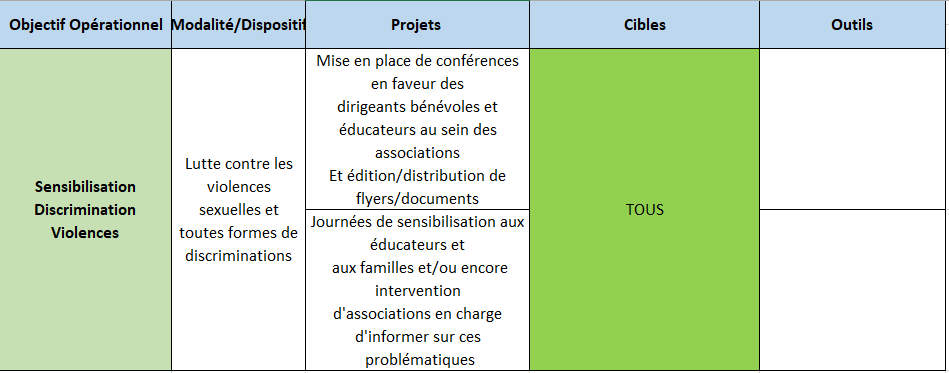 Objectif Opérationnel
Modalité/Dispositif
Projets
Cibles
Outils
Sensibilisation
Discrimination
Violences
Lutte contre les
violences
sexuelles et
toutes formes de
discriminations
Mise en place de conférences
en faveur des
dirigeants bénévoles et
éducateurs au sein des
associations
Et édition/distribution de
flyers/documents
Journées de sensibilisation aux
éducateurs et
aux familles et/ou encore
intervention
d'associations en charge
d'informer sur ces
problématiques
TOUS